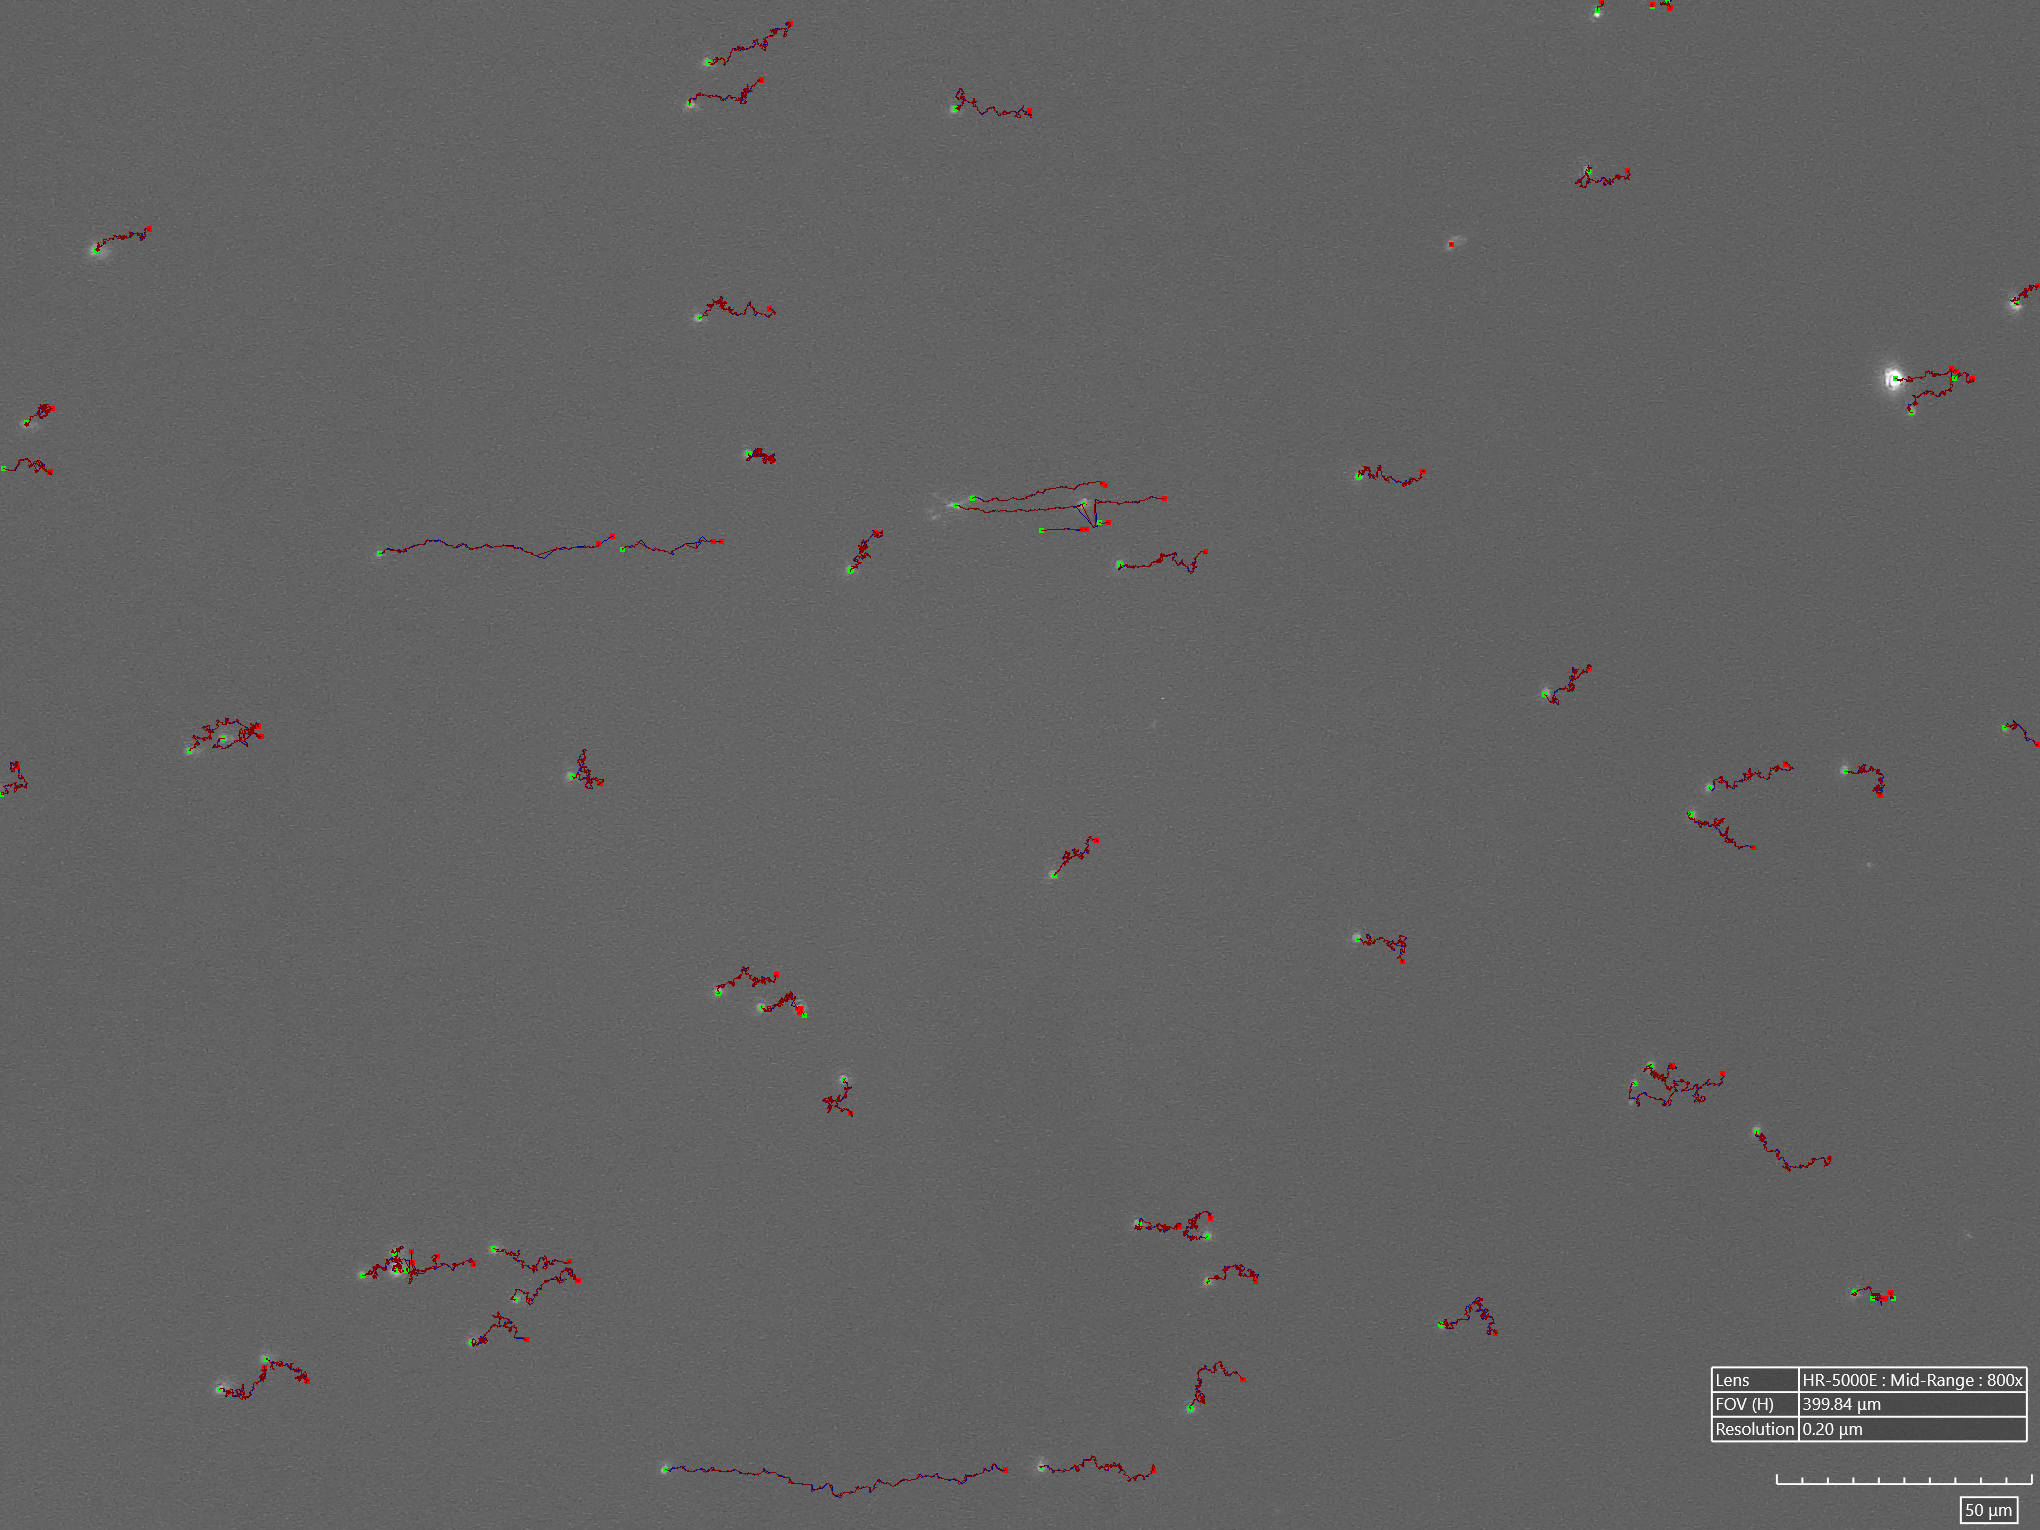 Lens HR-5000E : Mid-Range : 800x
FOV (H) 399.84 µm
Resolution 0.20 µm
50 µm